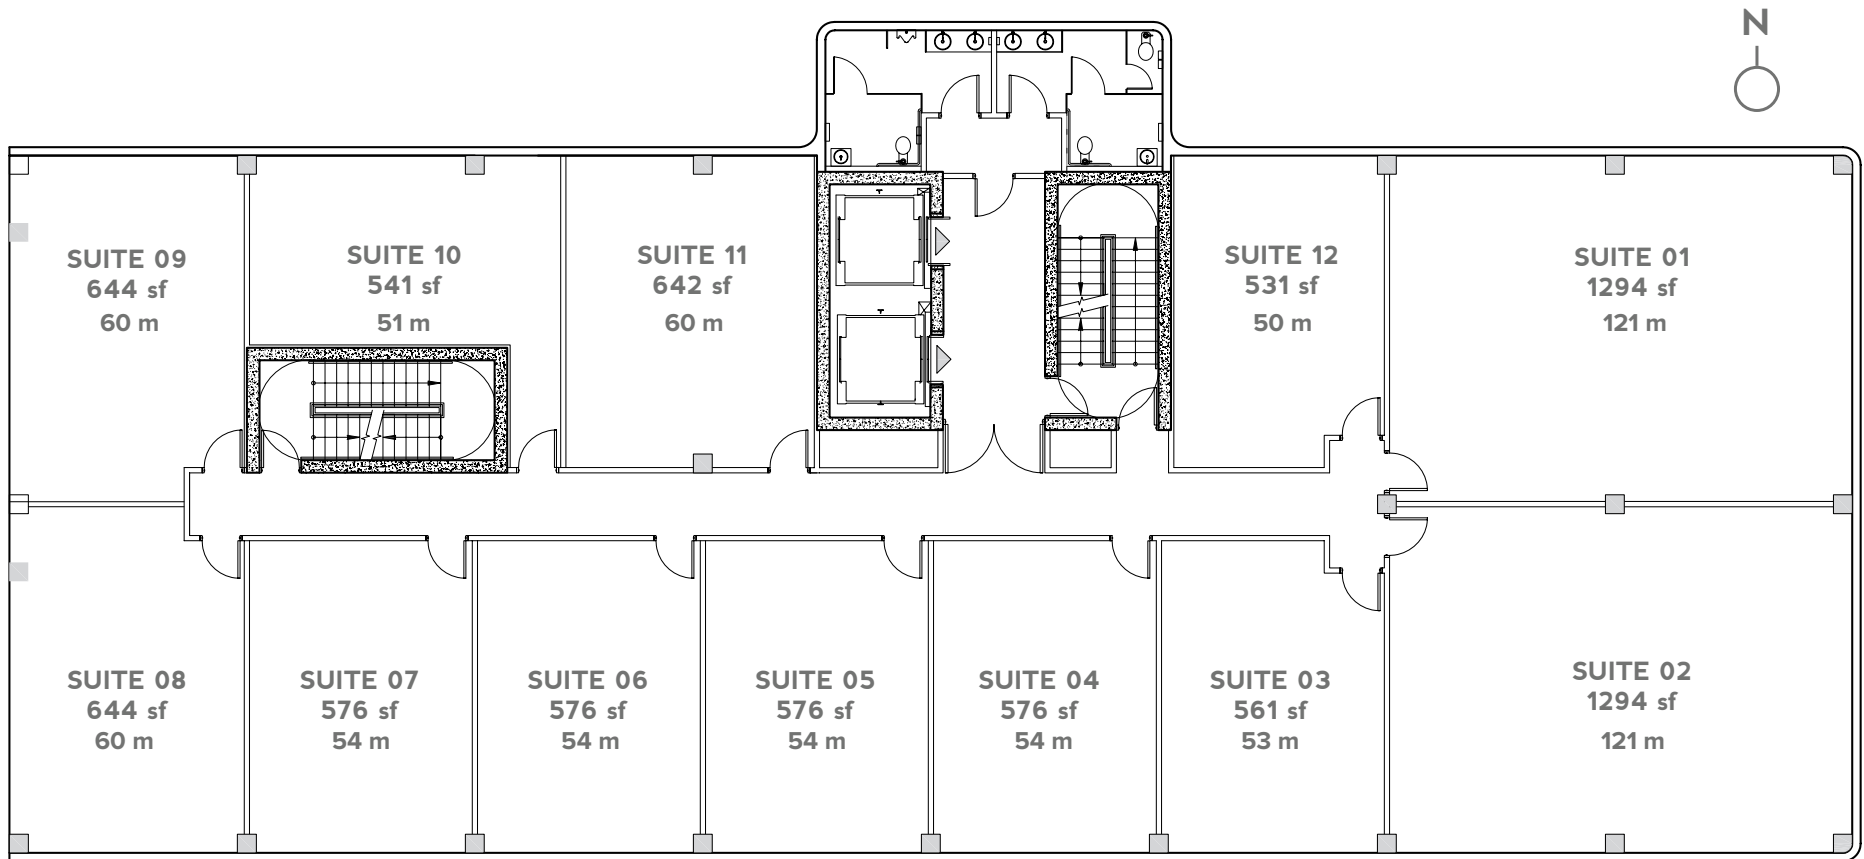 N
SUITE 09
644 sf
60 m
SUITE 10
541 sf
51 m
SUITE 11
642 sf
60 m
SUITE 12
531 sf
50 m
SUITE 01
1294 sf
121 m
SUITE 08
644 sf
60 m
SUITE 07
576 sf
54 m
SUITE 06
576 sf
54 m
SUITE 05
576 sf
54 m
SUITE 04
576 sf
54 m
SUITE 03
561 sf
53 m
SUITE 02
1294 sf
121 m